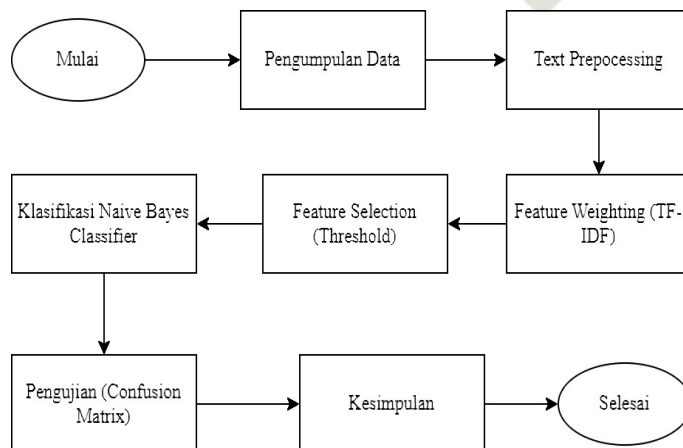 Mulai
Pengumpulan Data
Text Prepocessing
Klasifikasi Naive Bayes
Classifier
Feature Selection
(Threshold)
Feature Weighting (TF-
IDF)
Pengujian (Confusion
Matrix)
Kesimpulan
Selesai